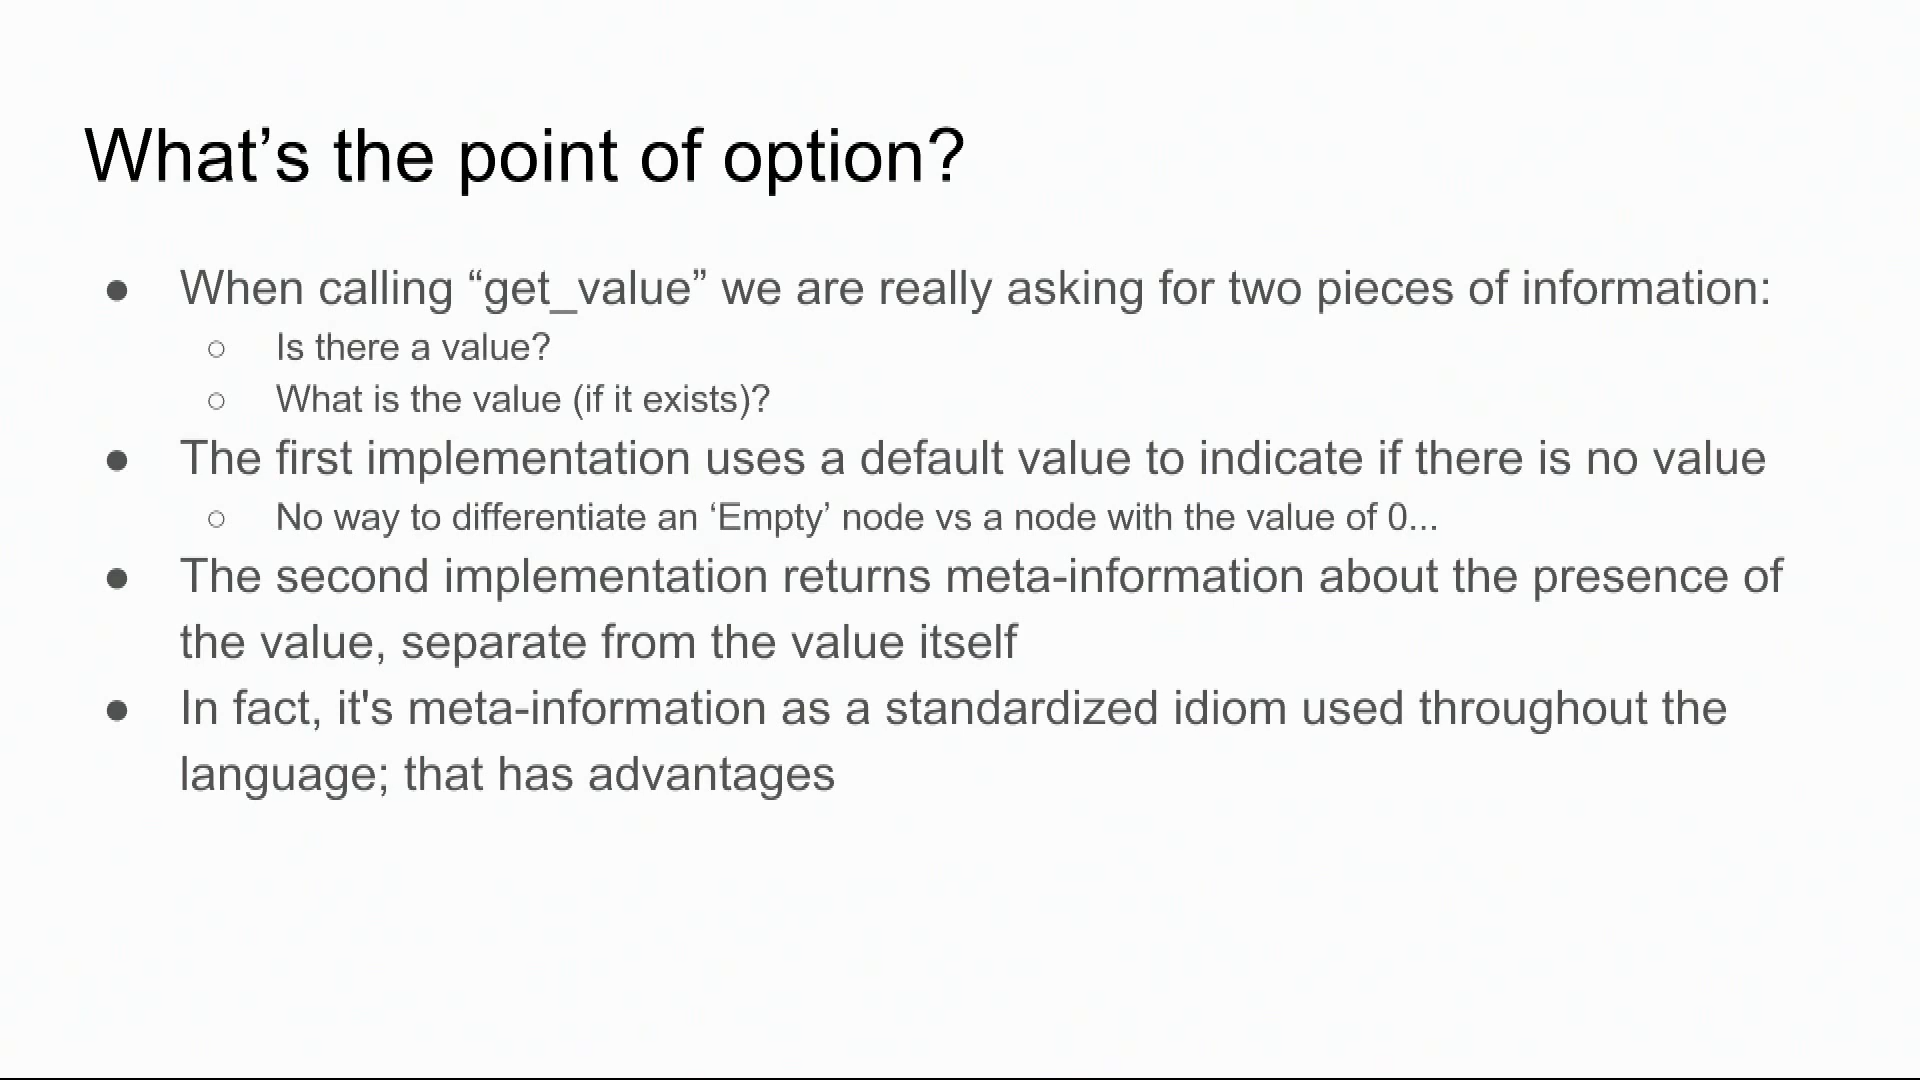 What’s the point of option?
● When calling “get_value” we are really asking for two pieces of information:
○ Is there a value?
○ What is the value (if it exists)?
● The first implementation uses a default value to indicate if there is no value
○ No way to differentiate an ‘Empty’ node vs a node with the value of 0...
● The second implementation returns meta-information about the presence of
the value, separate from the value itself
● In fact, it's meta-information as a standardized idiom used throughout the
language; that has advantages